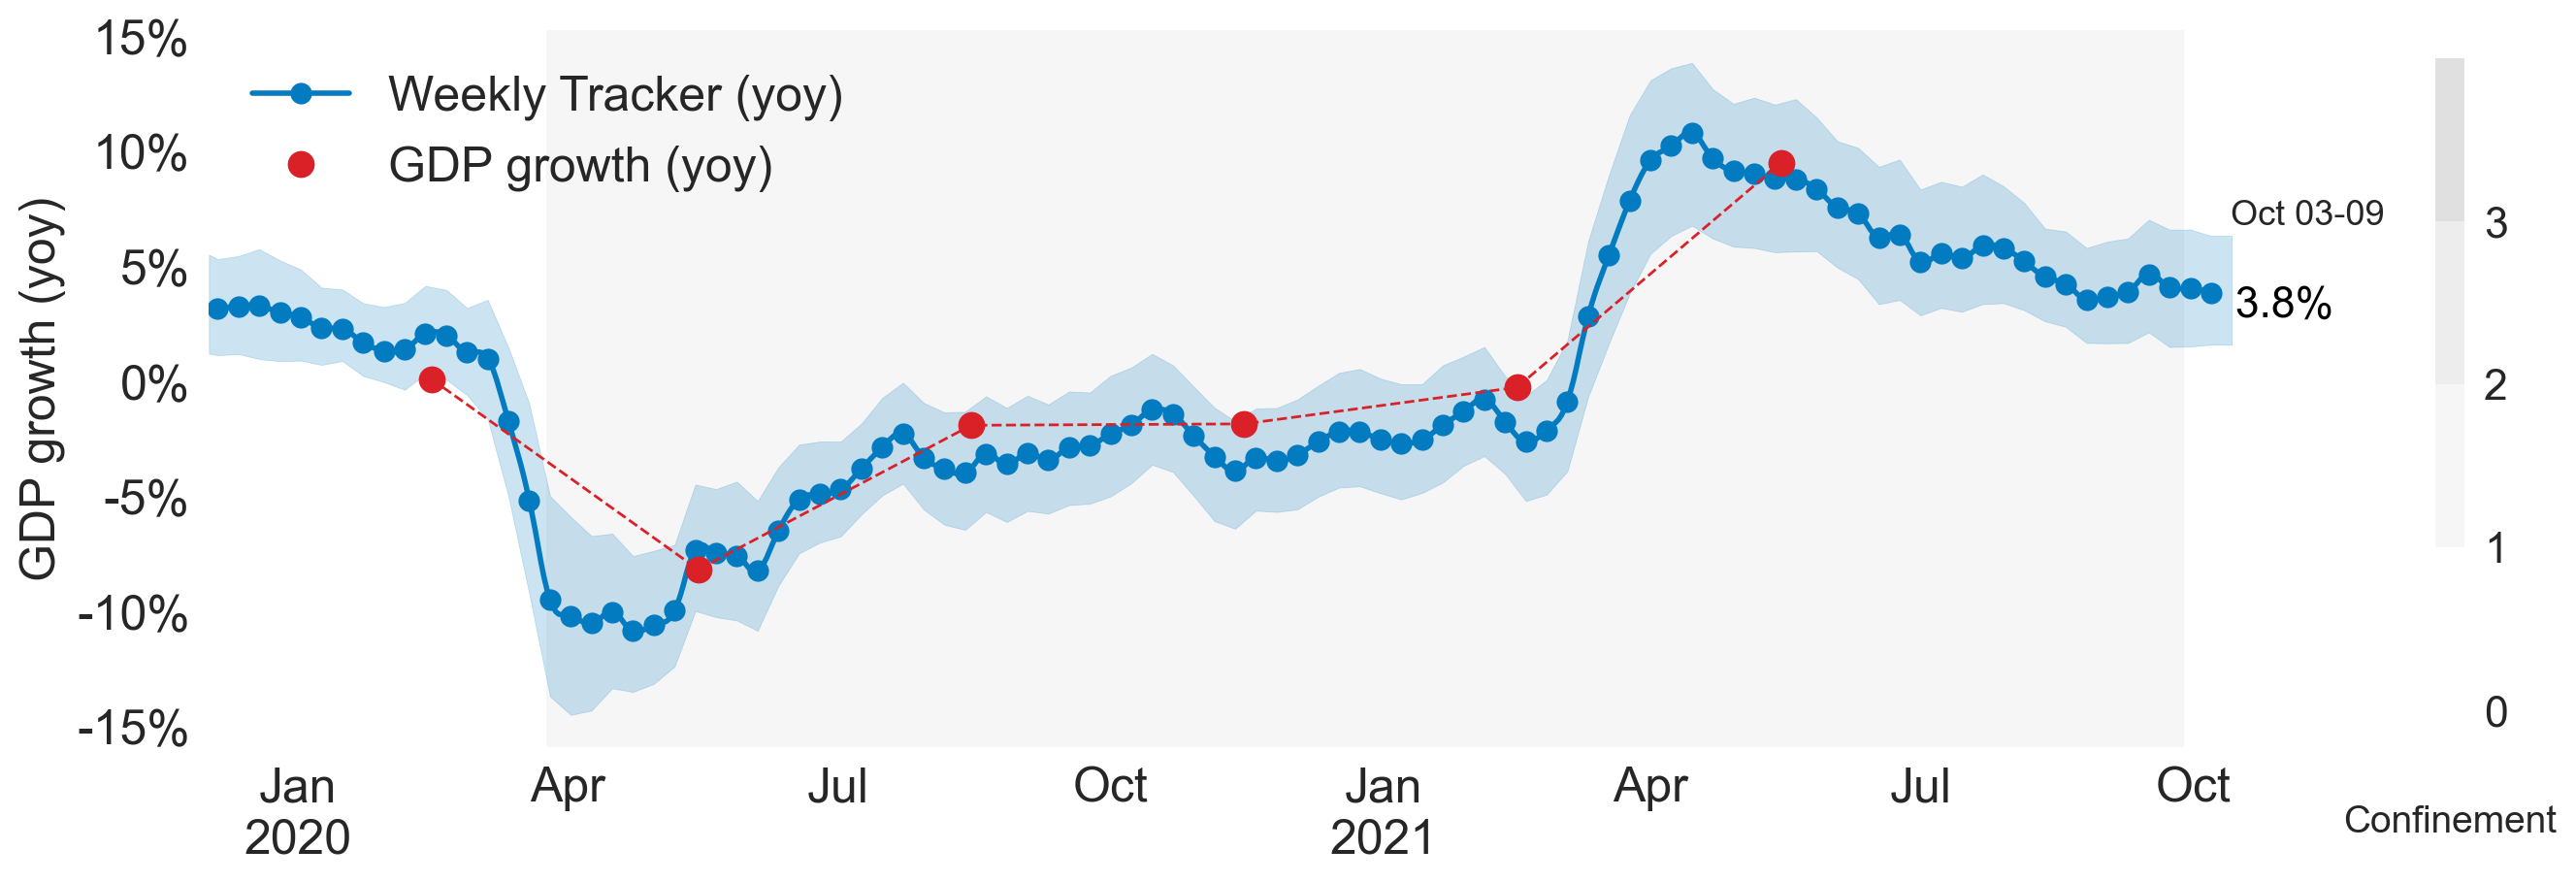 15%
10%
5%
0%
-5%
-10%
-15%
GDP growth (yoy)
Weekly Tracker (yoy)
GDP growth (yoy)
Oct 03-09
3.8%
3
2
1
0
Confinement
Jan Apr Jul Oct Jan Apr Jul Oct
2020 2021